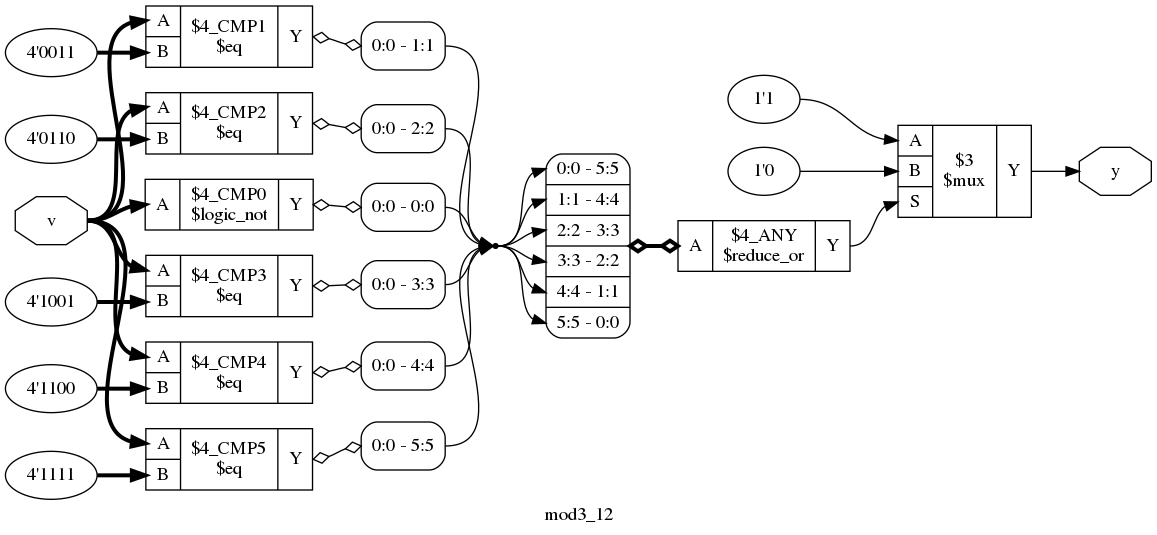 A
$4_CMP1
$eq
Y
B
4'0011
0:0 - 1:1
A
$4_CMP2
$eq
Y
B
4'0110
0:0 - 2:2
v
A
$4_CMP0
$logic_not
Y
0:0 - 0:0
A
$4_CMP3
$eq
Y
B
4'1001
0:0 - 3:3
A
$4_CMP4
$eq
Y
B
4'1100
0:0 - 4:4
A
$4_CMP5
$eq
Y
B
4'1111
0:0 - 5:5
0:0 - 5:5
1:1 - 4:4
2:2 - 3:3
3:3 - 2:2
4:4 - 1:1
5:5 - 0:0
A
$4_ANY
$reduce_or
Y
1'1
1'0
A
B
S
$3
$mux
Y
y
mod3_12